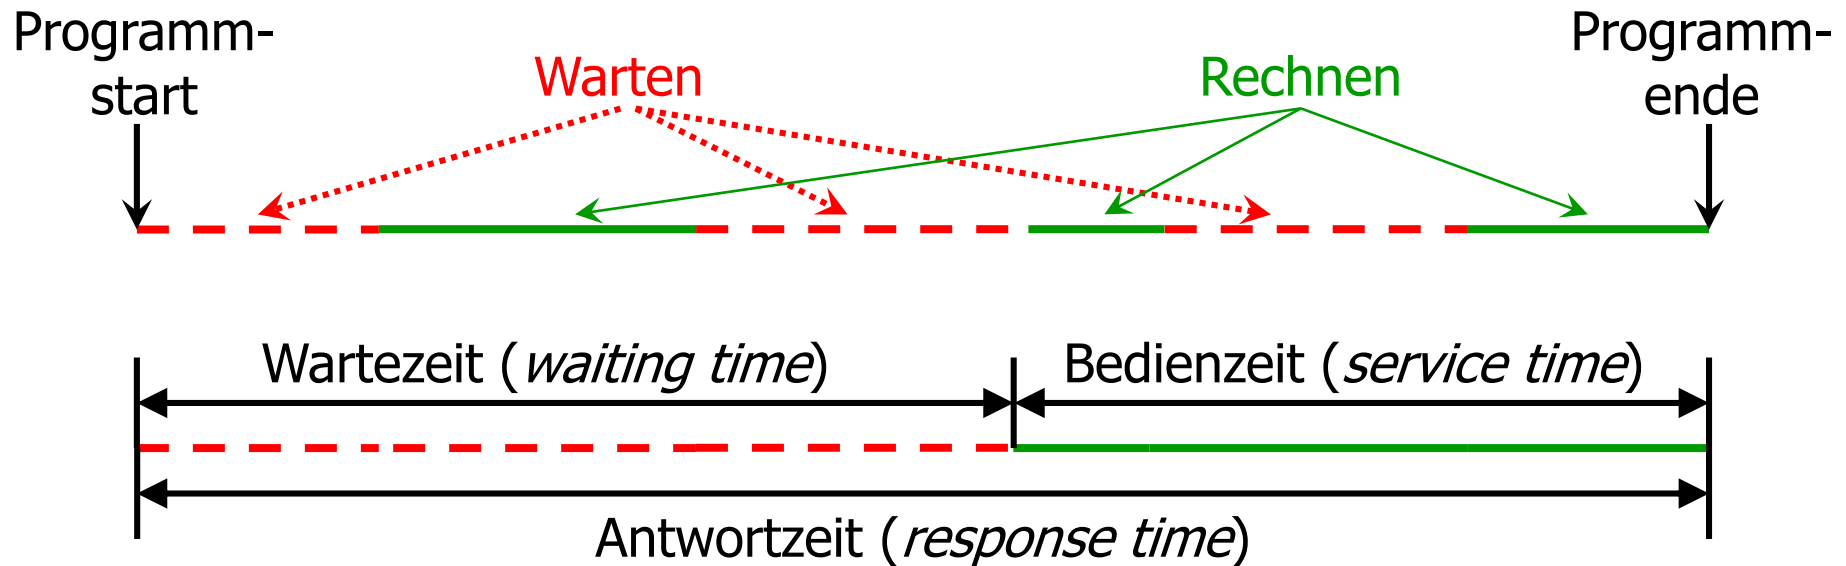 Programm-
start
Warten
Rechnen
Programm-
ende
Wartezeit (waiting time)
Bedienzeit (service time)
Antwortzeit (response time)